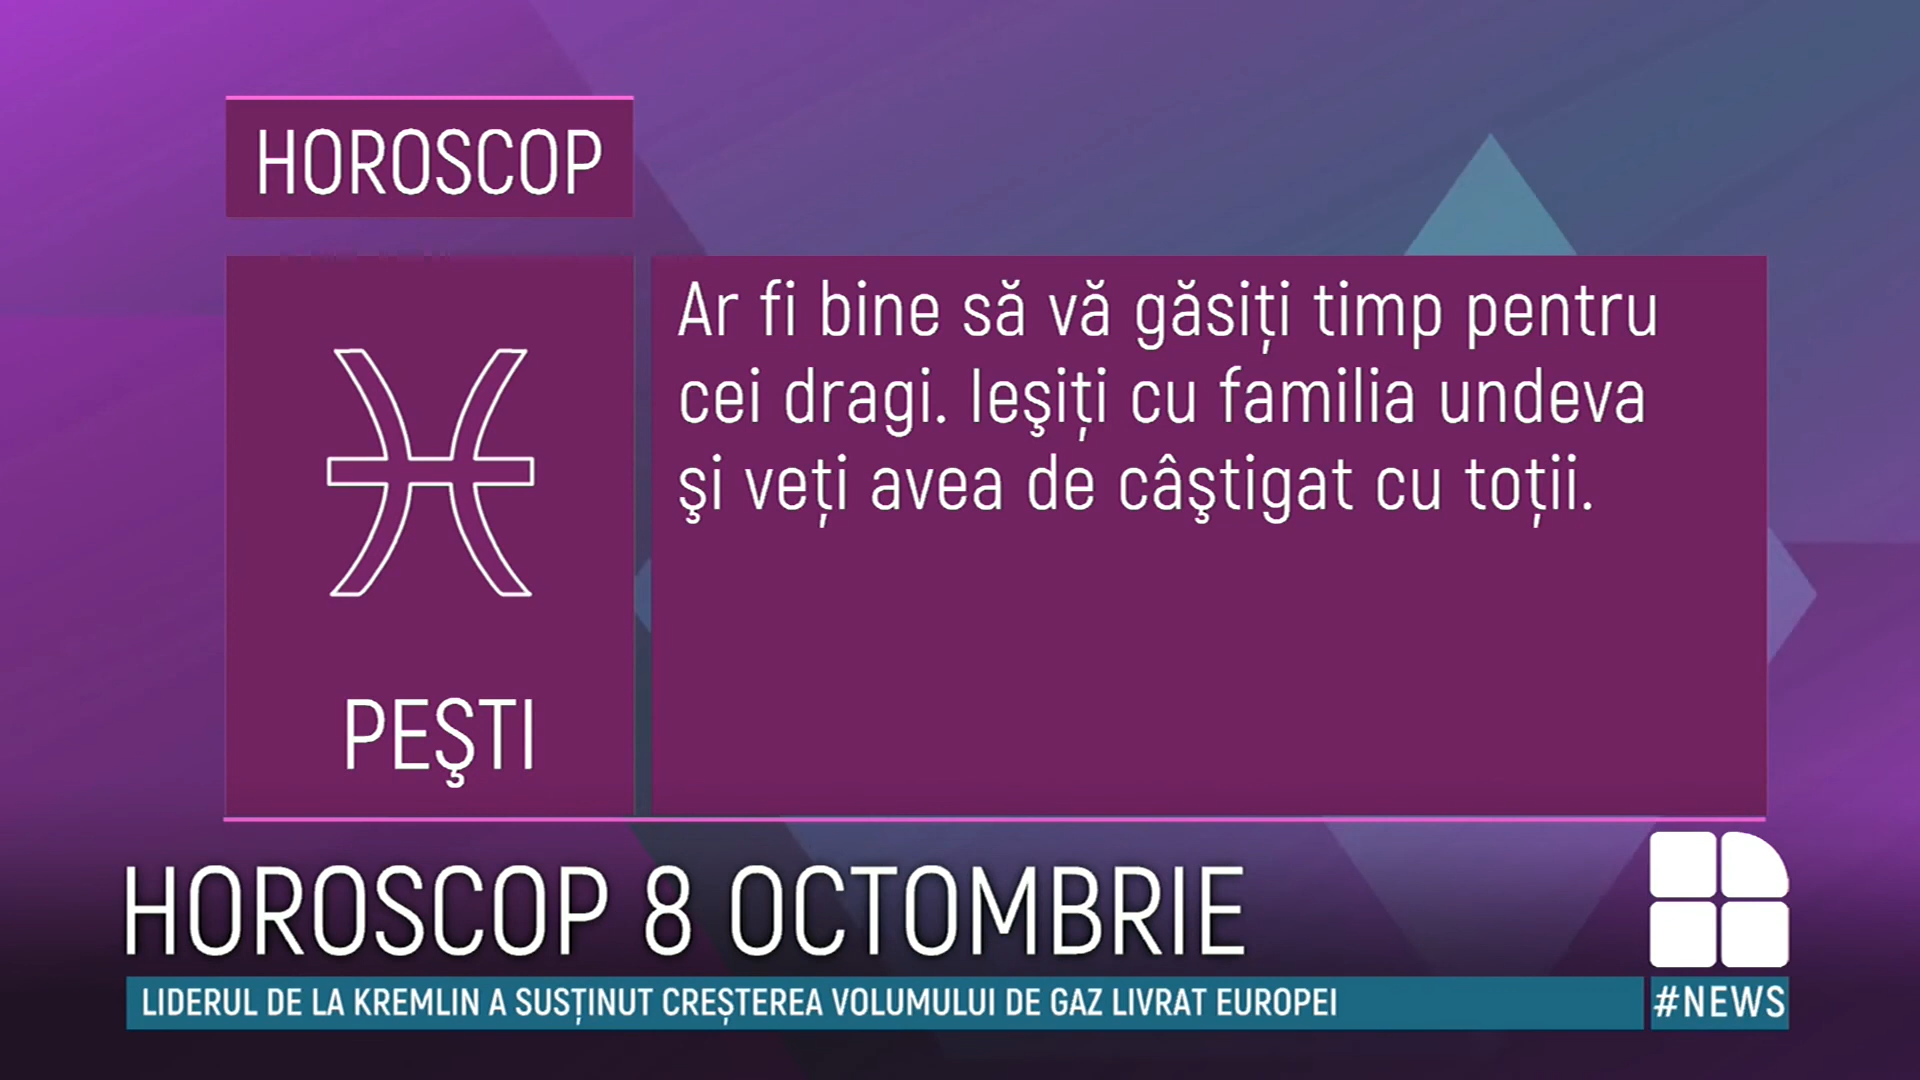 HOROSCOP
Ar fi bine să vă găsiți timp pentru
cei dragi. Ieşiți cu familia undeva
şi veți avea de câştigat cu toții.
PEŞTI
HOROSCOP 8 OCTOMBRIE
LIDERUL DE LA KREMLIN A SUSȚINUT CREȘTEREA VOLUMULUI DE GAZ LIVRAT EUROPEI
#NEWS